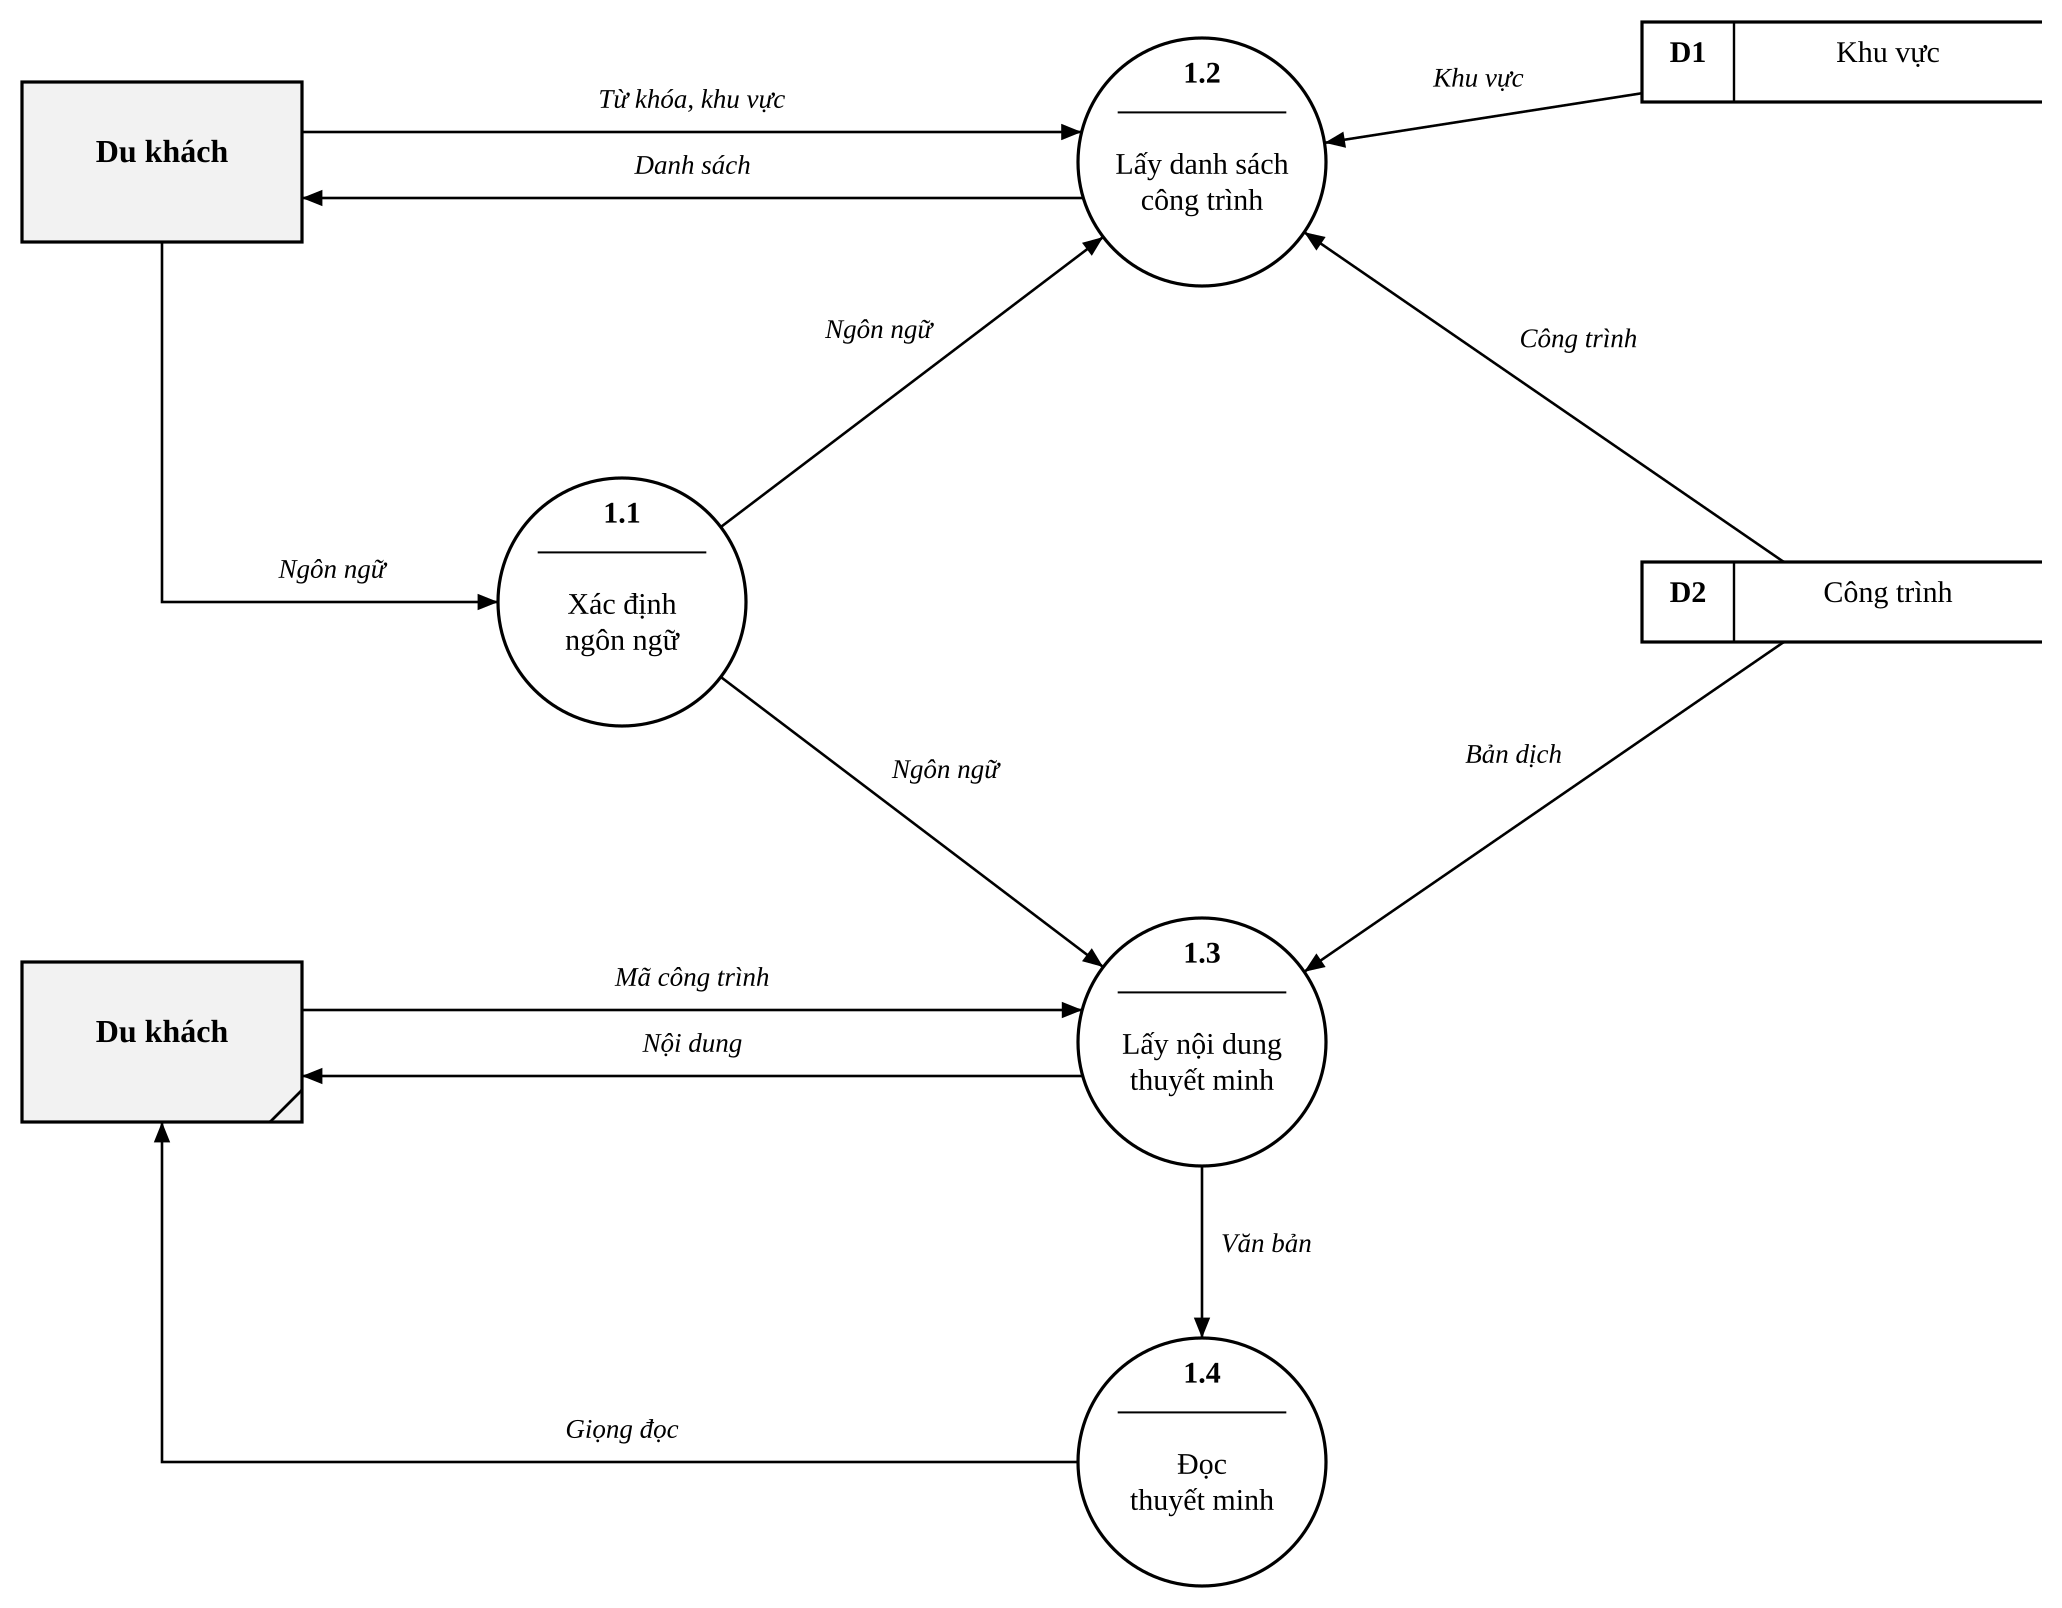 D1
Khu vực
1.2
Khu vực
Từ khóa, khu vực
Du khách
Danh sách
Lấy danh sách
công trình
Ngôn ngữ
Công trình
1.1
Ngôn ngữ
Xác định
ngôn ngữ
D2
Công trình
Bản dịch
Ngôn ngữ
1.3
Mã công trình
Du khách
Nội dung
Lấy nội dung
thuyết minh
Văn bản
1.4
Giọng đọc
Đọc
thuyết minh